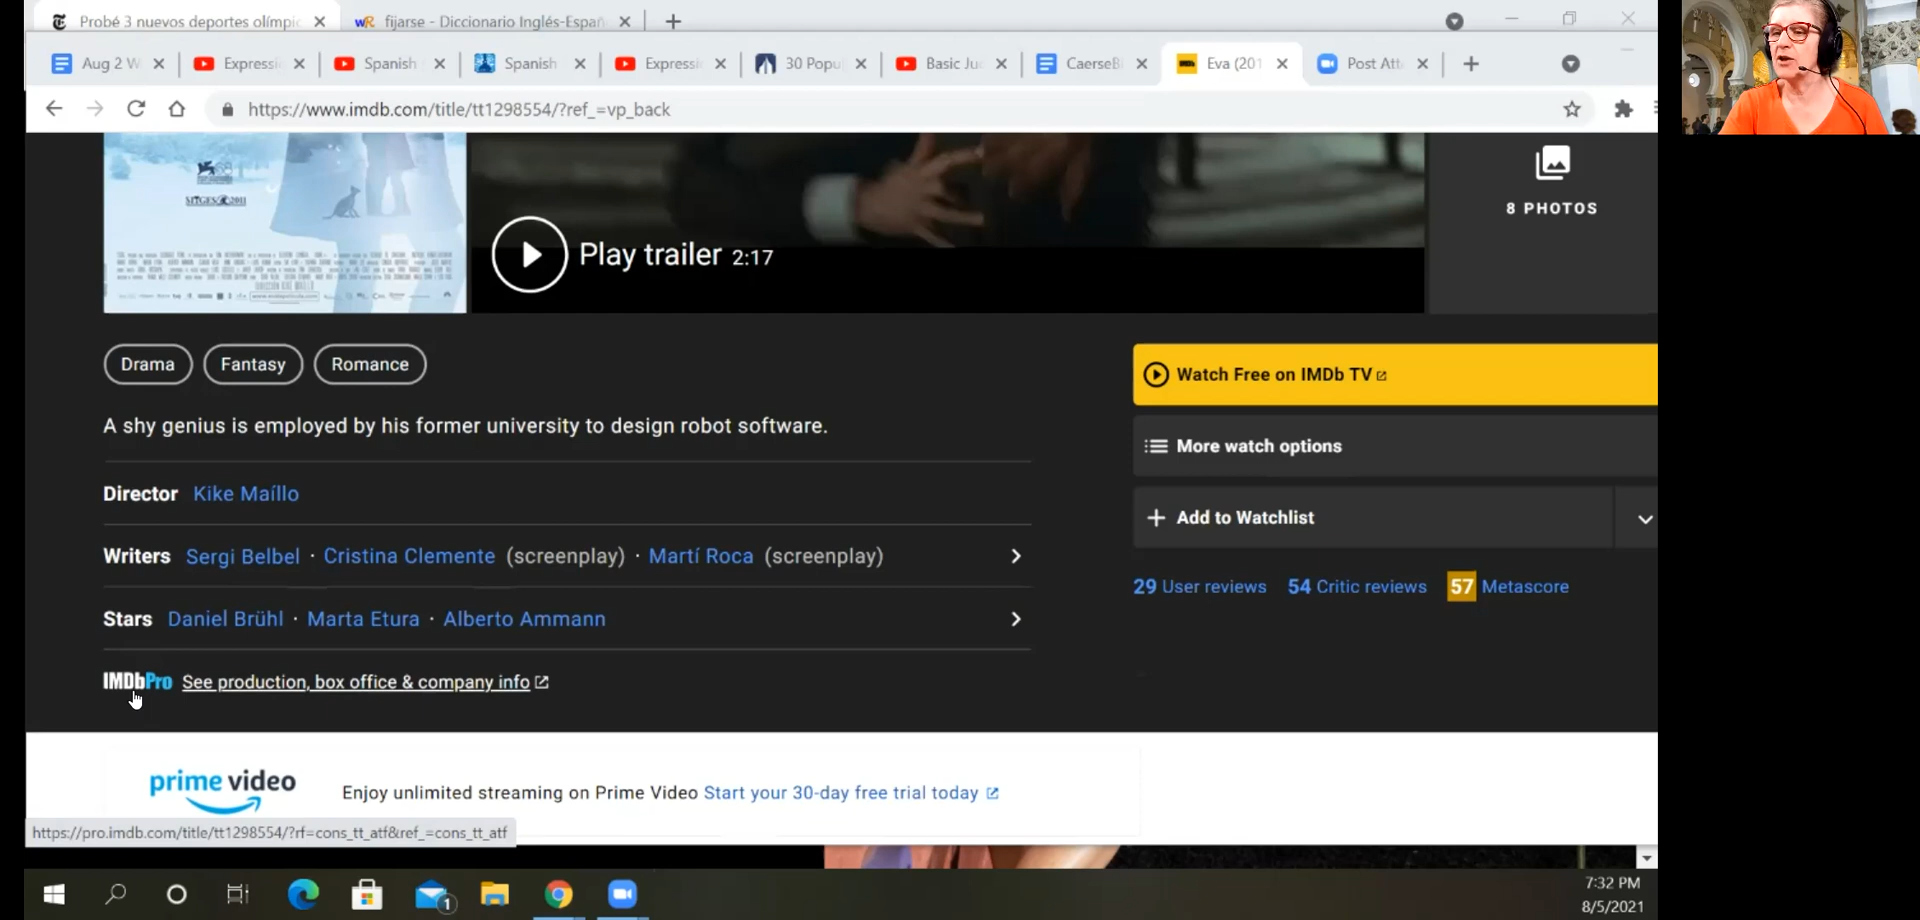 Probé 3 nuevos deportes olímpic
wR fijarse - Diccionario Inglés-Españ
Aug 2 W
Expressi
Spanish
Spanish
Expressi
30 Popu
Basic Ju
CaerseBi
Eva (201
Post Att
https://www.imdb.com/title/tt1298554/?ref_=vp_back
68
SITGES 2011
Play trailer 2:17
8 PHOTOS
Drama
Fantasy
Romance
Watch Free on IMDb TV
A shy genius is employed by his former university to design robot software.
More watch options
Director Kike Maíllo
Add to Watchlist
Writers Sergi Belbel · Cristina Clemente (screenplay) · Martí Roca (screenplay)
29 User reviews 54 Critic reviews 57 Metascore
Stars Daniel Brühl · Marta Etura · Alberto Ammann
IMDbPro See production, box office & company info
prime video
Enjoy unlimited streaming on Prime Video Start your 30-day free trial today
https://pro.imdb.com/title/tt1298554/?rf=cons_tt_atf&ref_=cons_tt_atf
1
7:32 PM
8/5/2021